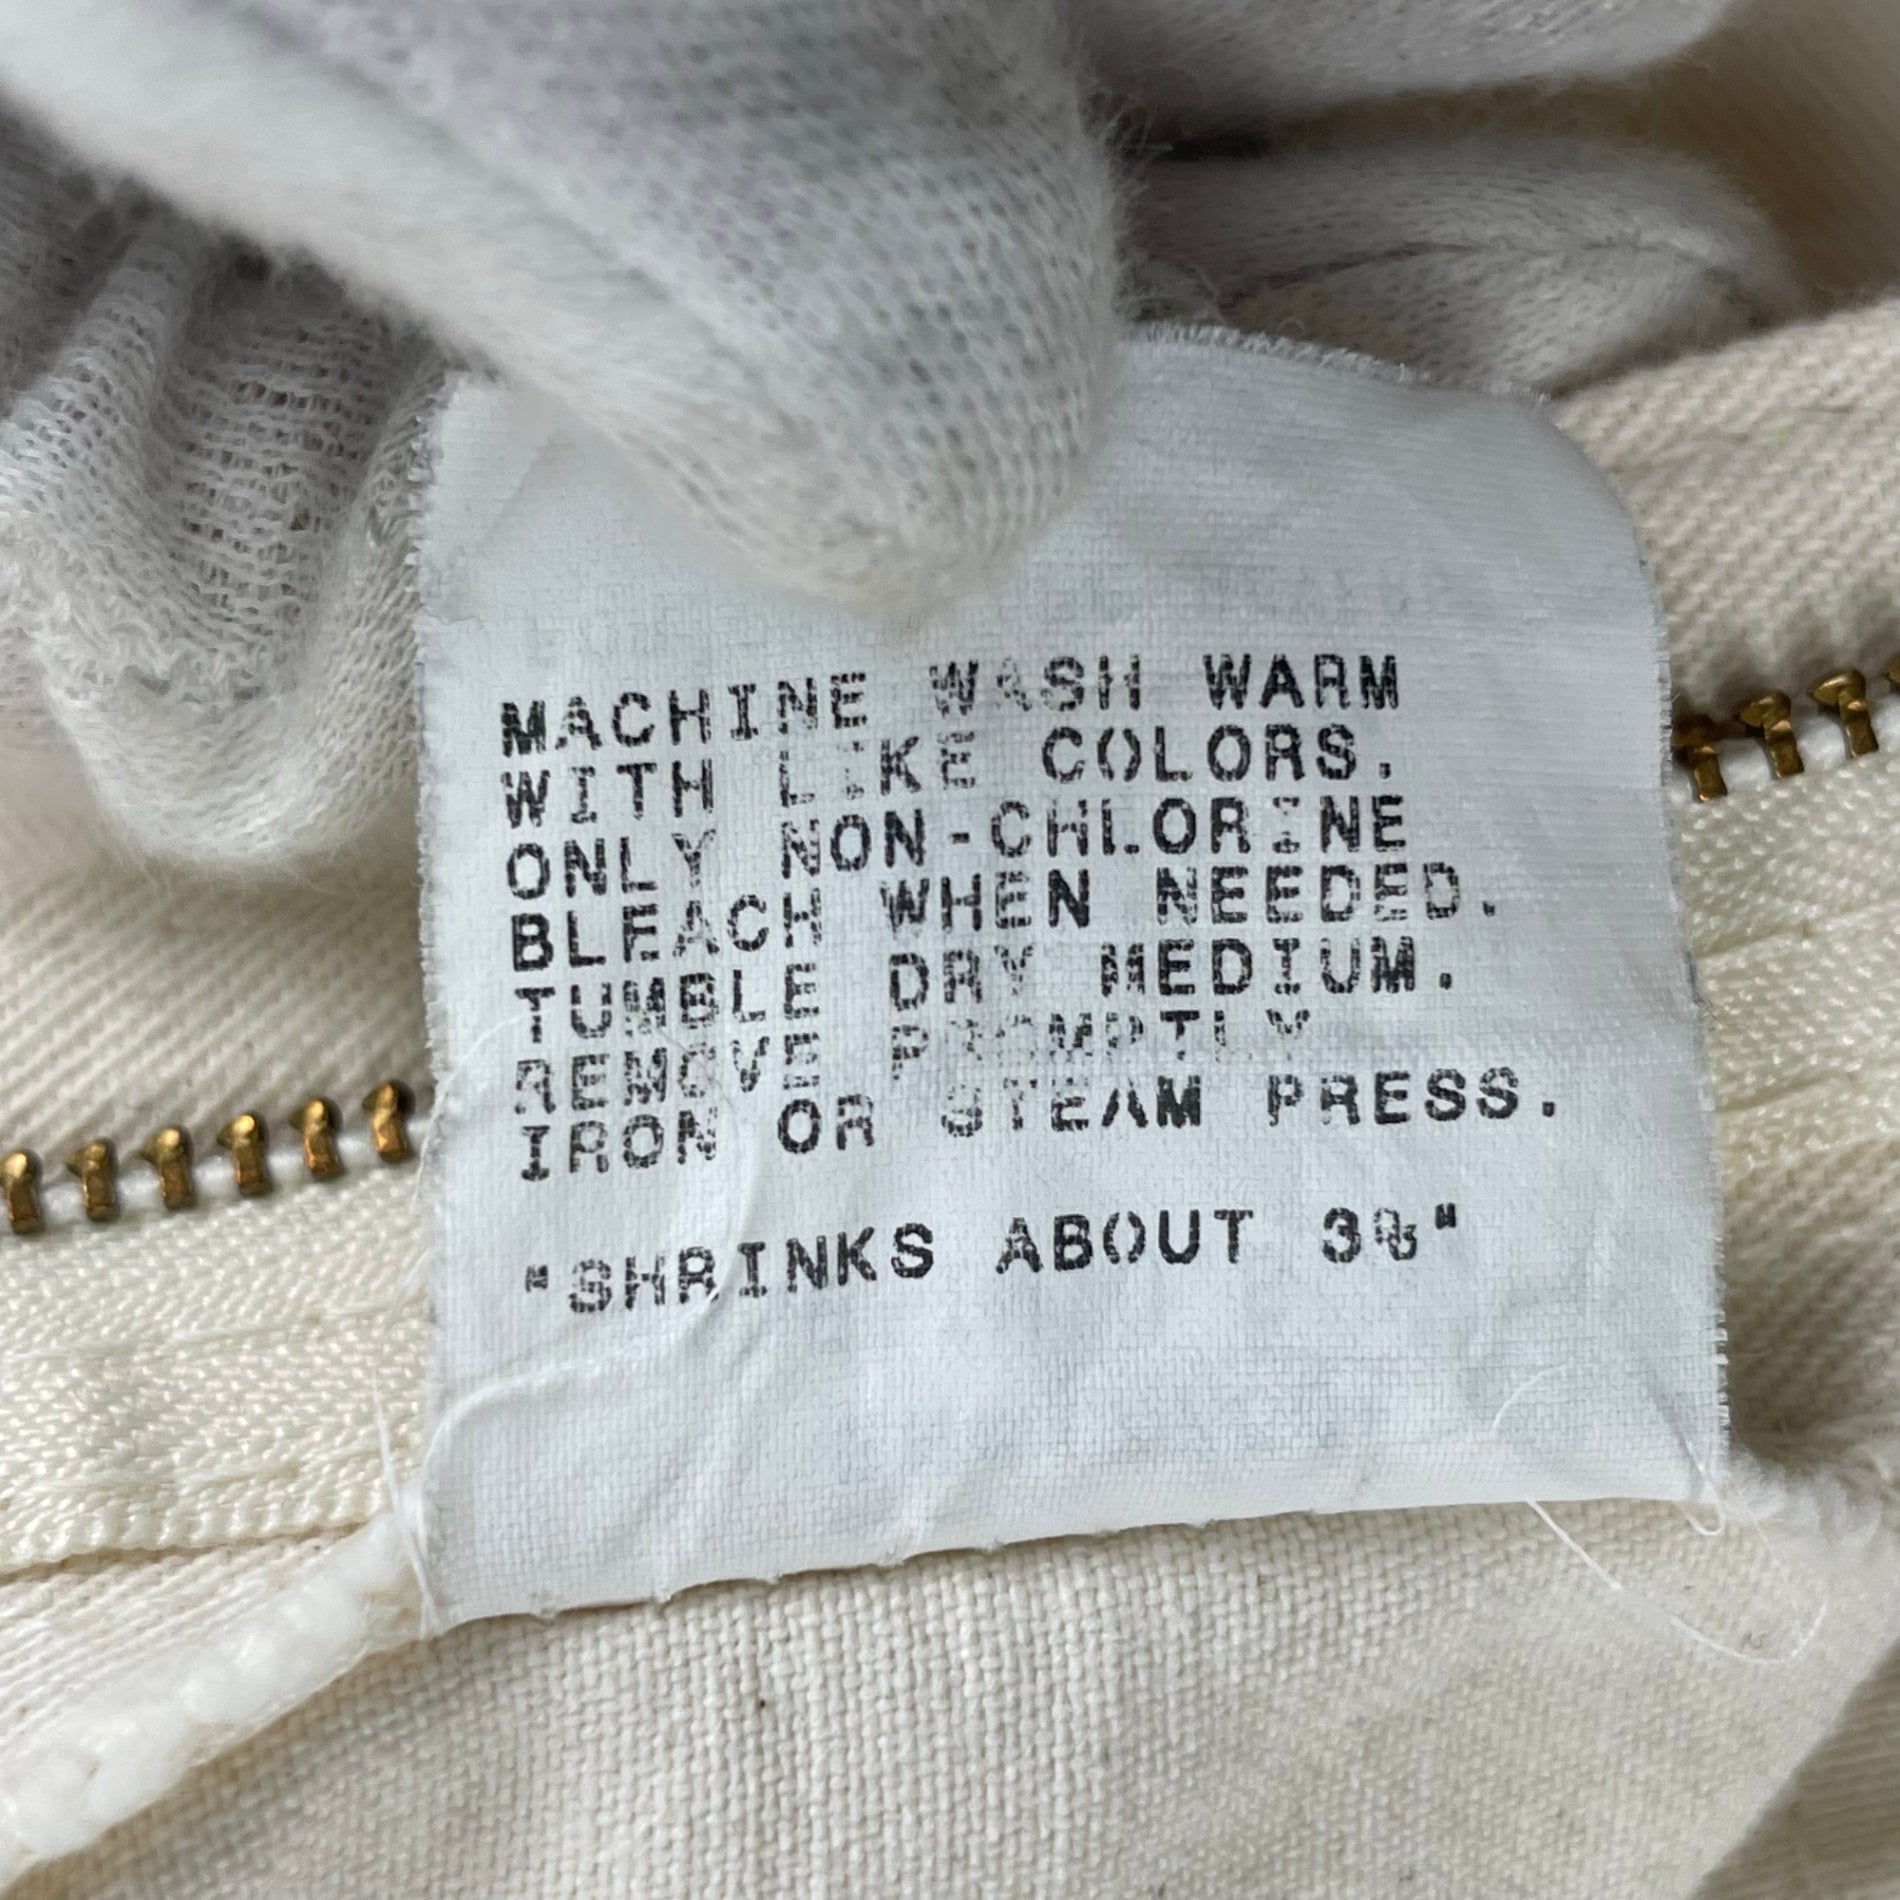 MACHINE WASH WARM
WITH LIKE COLORS.
ONLY NON-CHLORINE
BLEACH WHEN NEEDED.
TUMBLE DRY MEDIUM.
REMOVE PROMPTLY
IRON OR STEAM PRESS.
"SHRINKS ABOUT 3%"